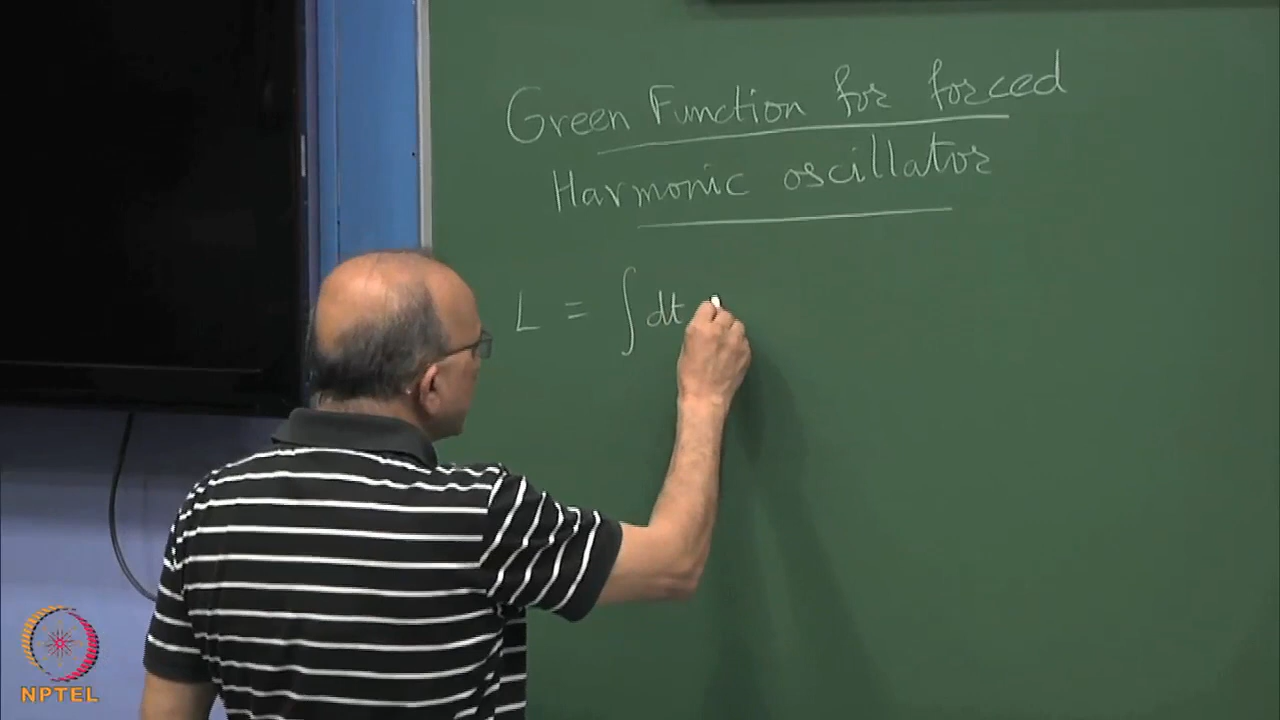 Green Function for forced
Harmonic oscillator
L = ∫ dt
NPTEL